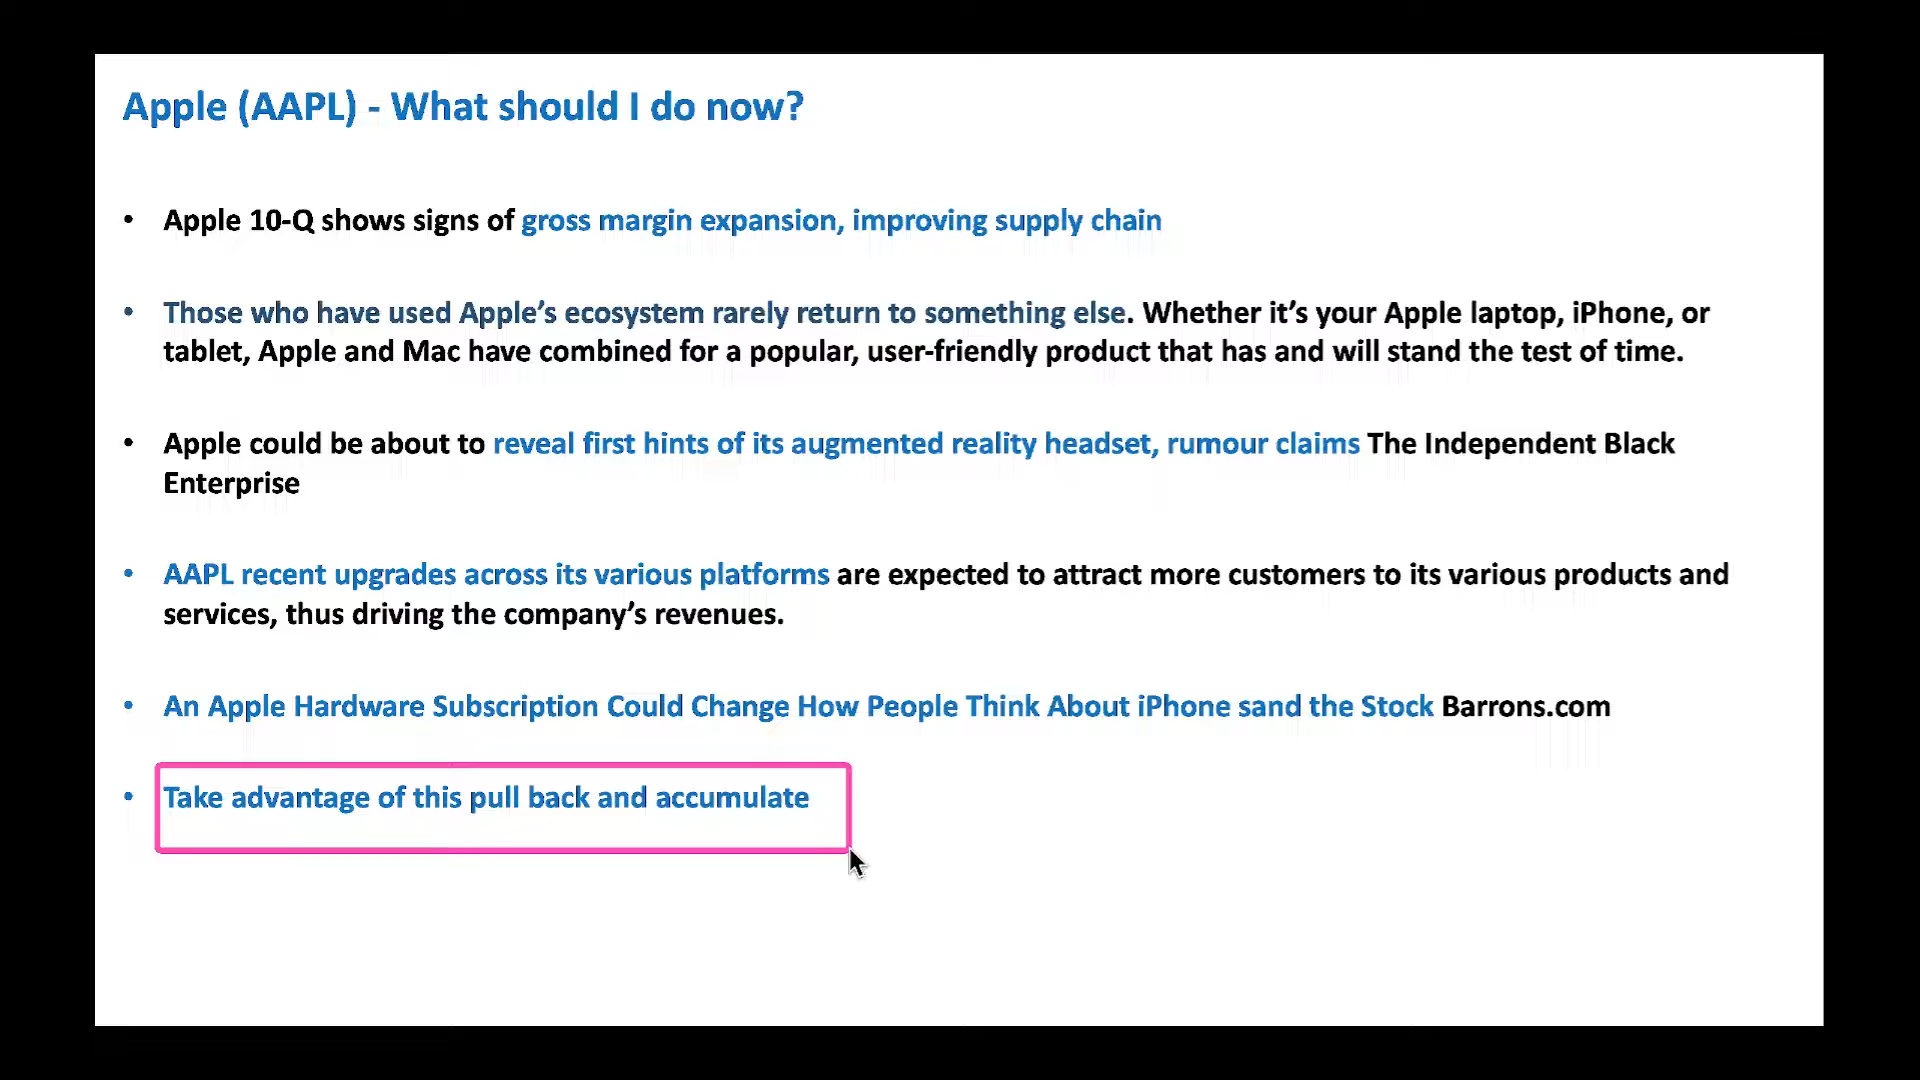 Apple (AAPL) - What should I do now?
• Apple 10-Q shows signs of gross margin expansion, improving supply chain
• Those who have used Apple’s ecosystem rarely return to something else. Whether it’s your Apple laptop, iPhone, or
tablet, Apple and Mac have combined for a popular, user-friendly product that has and will stand the test of time.
• Apple could be about to reveal first hints of its augmented reality headset, rumour claims The Independent Black
Enterprise
• AAPL recent upgrades across its various platforms are expected to attract more customers to its various products and
services, thus driving the company’s revenues.
• An Apple Hardware Subscription Could Change How People Think About iPhone sand the Stock Barrons.com
• Take advantage of this pull back and accumulate